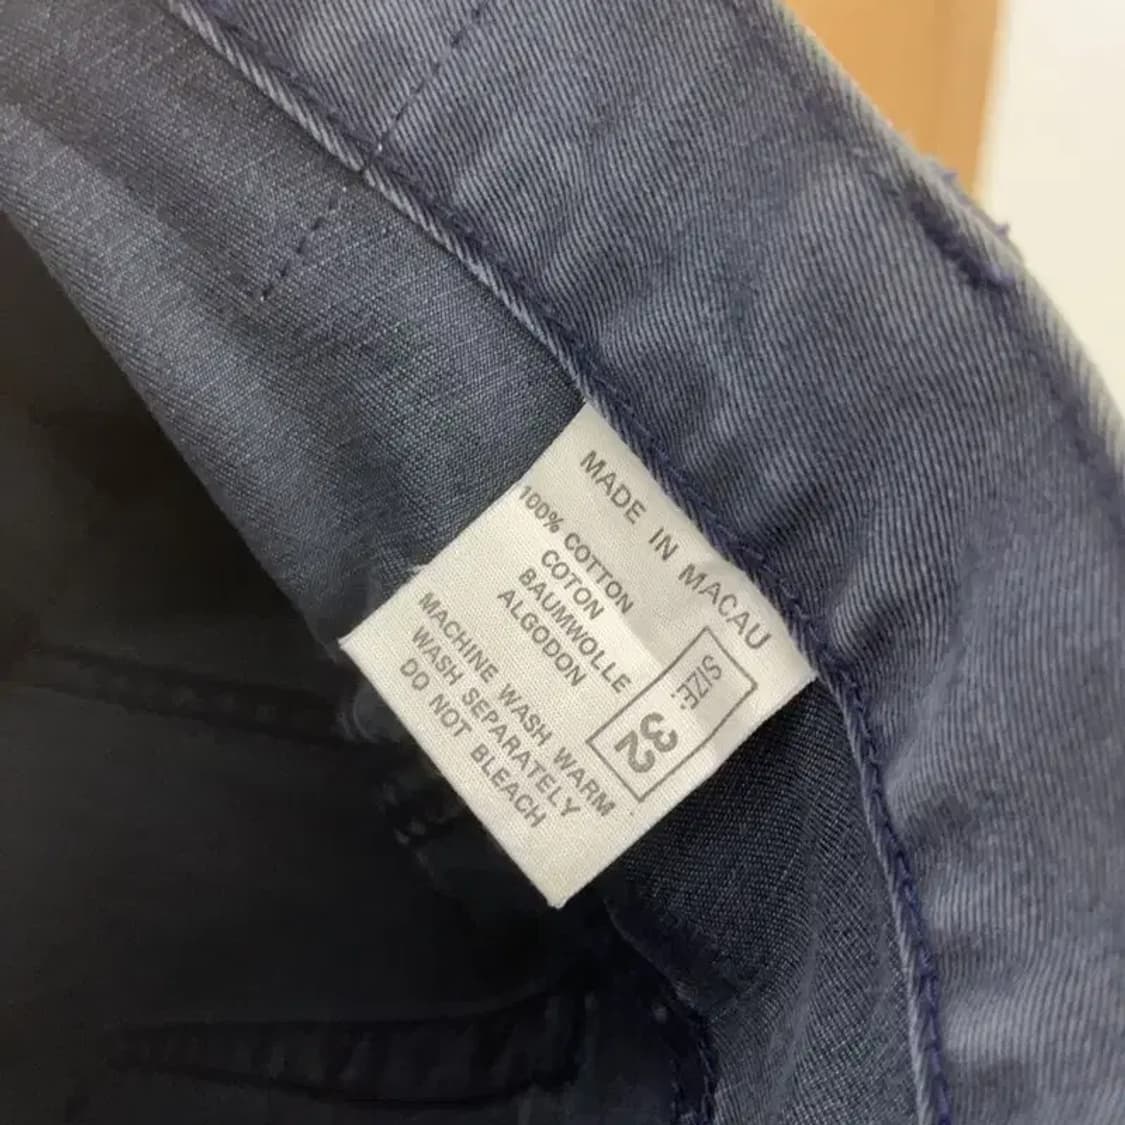 MADE IN MACAU
100% COTTON
COTON
BAUMWOLLE
ALGODON
SIZE:
32
MACHINE WASH WARM
WASH SEPARATELY
DO NOT BLEACH